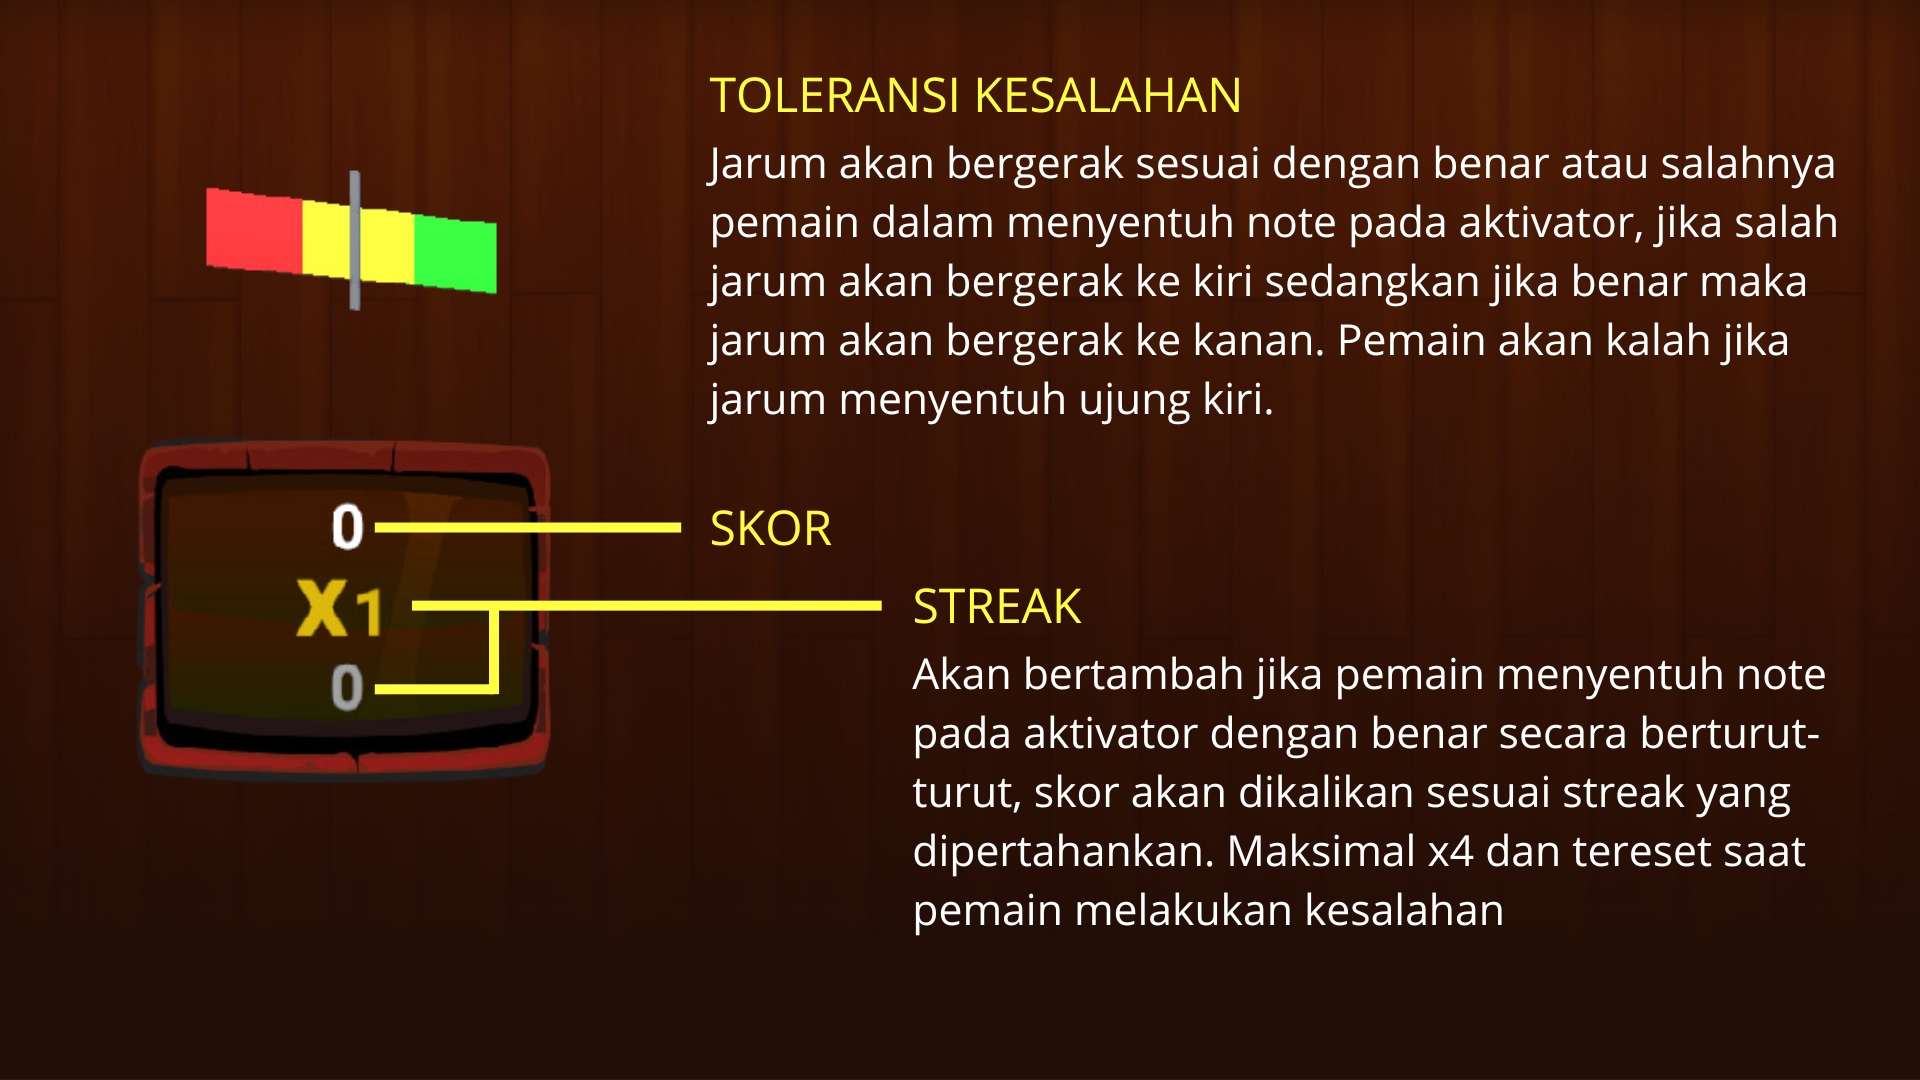 TOLERANSI KESALAHAN
Jarum akan bergerak sesuai dengan benar atau salahnya
pemain dalam menyentuh note pada aktivator, jika salah
jarum akan bergerak ke kiri sedangkan jika benar maka
jarum akan bergerak ke kanan. Pemain akan kalah jika
jarum menyentuh ujung kiri.
0
SKOR
X1
STREAK
0
Akan bertambah jika pemain menyentuh note
pada aktivator dengan benar secara berturut-
turut, skor akan dikalikan sesuai streak yang
dipertahankan. Maksimal x4 dan tereset saat
pemain melakukan kesalahan